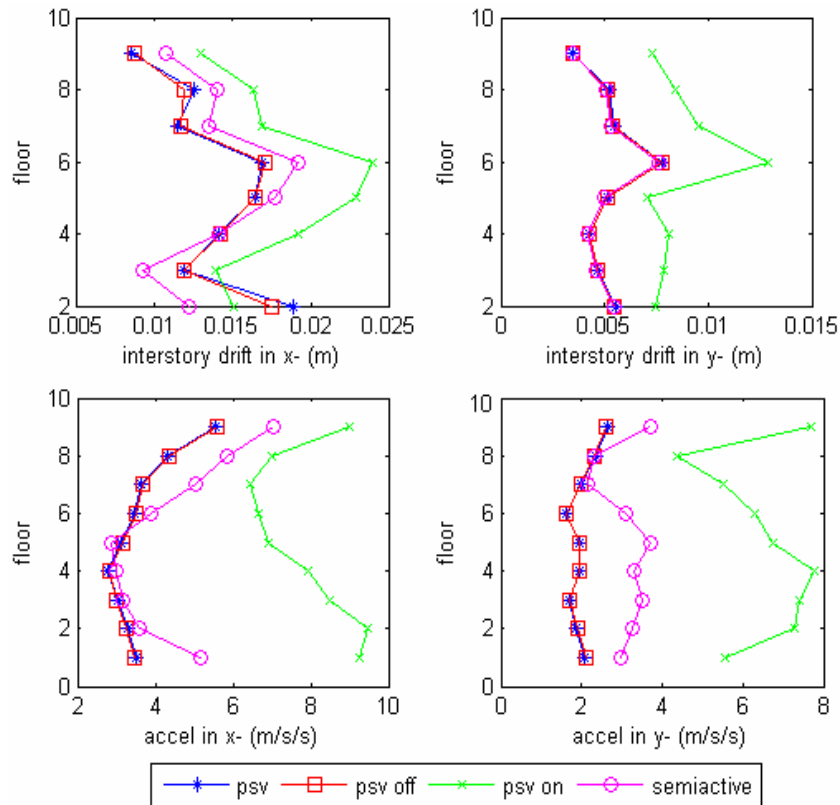 10
8
6
4
2
floor
0.005 0.01 0.015 0.02 0.025
interstory drift in x- (m)
10
8
6
4
2
floor
0 0.005 0.01 0.015
interstory drift in y- (m)
10
8
6
4
2
0
floor
2 4 6 8 10
accel in x- (m/s/s)
10
8
6
4
2
0
floor
0 2 4 6 8
accel in y- (m/s/s)
psv psv off psv on semiactive